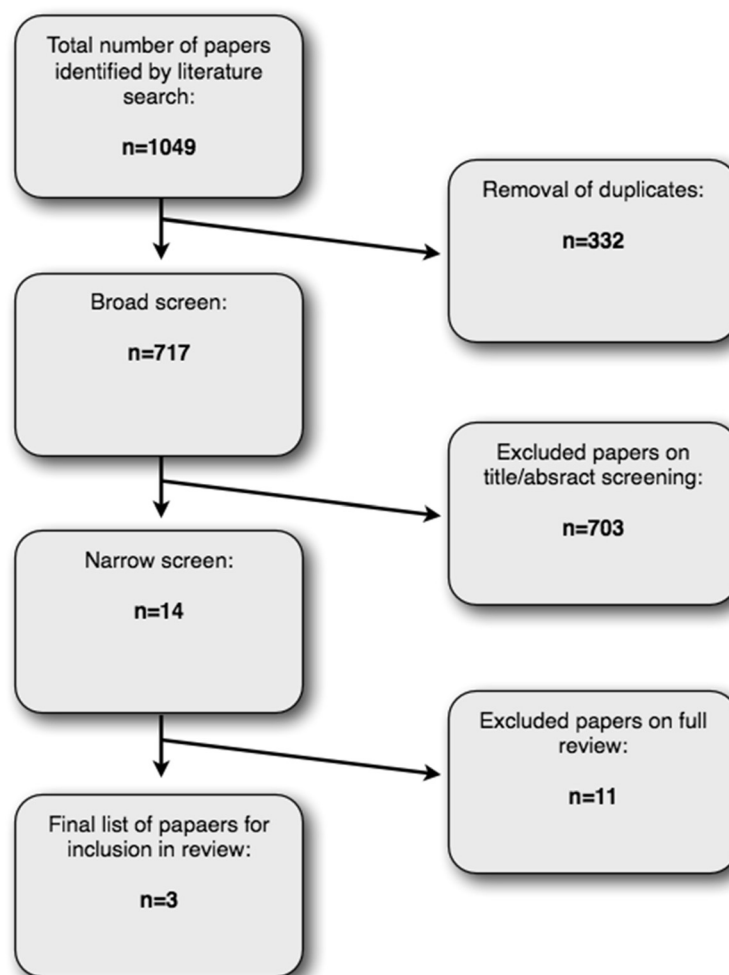 Total number of papers
identified by literature
search:
n=1049
Removal of duplicates:
n=332
Broad screen:
n=717
Excluded papers on
title/absract screening:
n=703
Narrow screen:
n=14
Excluded papers on full
review:
n=11
Final list of papaers for
inclusion in review:
n=3